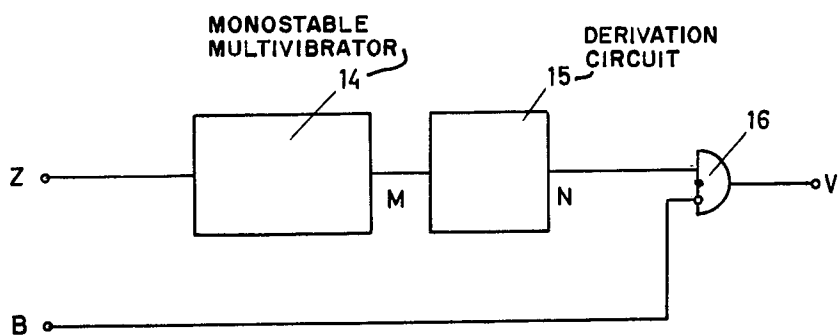 MONOSTABLE
MULTIVIBRATOR
14
DERIVATION
CIRCUIT
15
16
Z
M
N
V
B